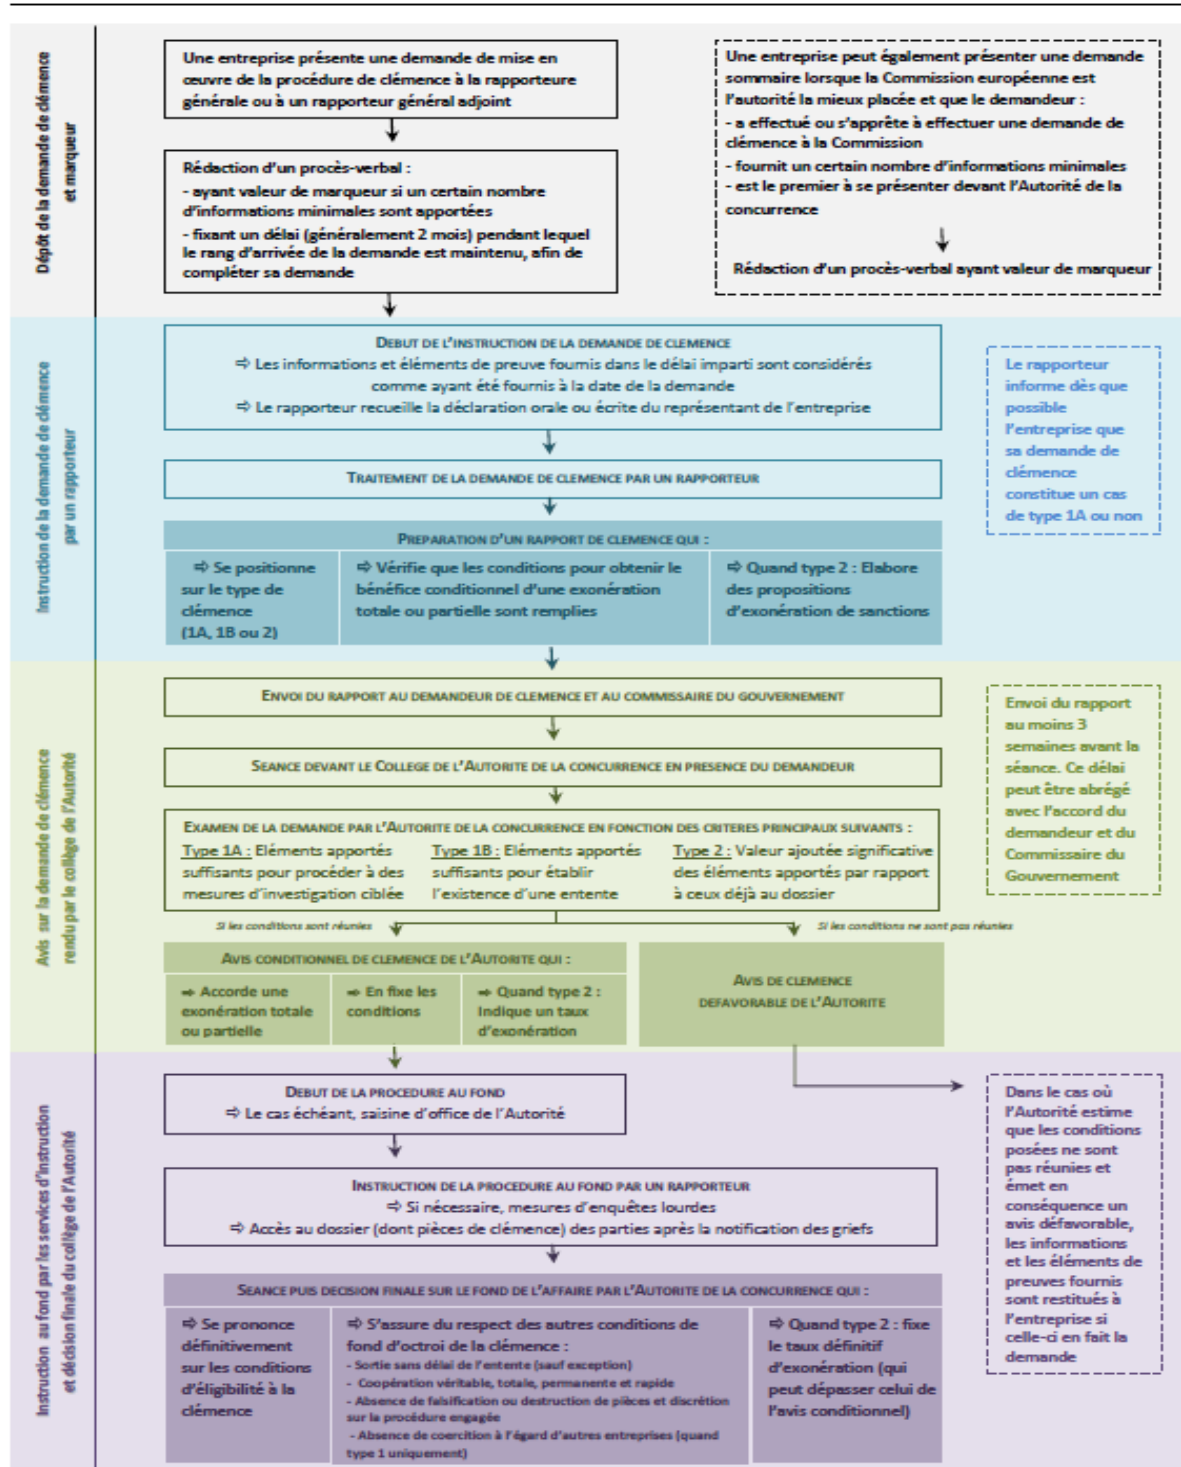 Dépôt de la demande de clémence
et marqueur
Une entreprise présente une demande de mise en
œuvre de la procédure de clémence à la rapporteure
générale ou à un rapporteur général adjoint
Rédaction d'un procès-verbal :
- ayant valeur de marqueur si un certain nombre
d'informations minimales sont apportées
- fixant un délai (généralement 2 mois) pendant lequel
le rang d'arrivée de la demande est maintenu, afin de
compléter sa demande
Une entreprise peut également présenter une demande
sommaire lorsque la Commission européenne est
l'autorité la mieux placée et que le demandeur :
- a effectué ou s'apprête à effectuer une demande de
clémence à la Commission
- fournit un certain nombre d'informations minimales
- est le premier à se présenter devant l'Autorité de la
concurrence
Rédaction d'un procès-verbal ayant valeur de marqueur
Instruction de la demande de clémence
par un rapporteur
DEBUT DE L'INSTRUCTION DE LA DEMANDE DE CLEMENCE
⇨ Les informations et éléments de preuve fournis dans le délai imparti sont considérés
comme ayant été fournis à la date de la demande
⇨ Le rapporteur recueille la déclaration orale ou écrite du représentant de l'entreprise
TRAITEMENT DE LA DEMANDE DE CLEMENCE PAR UN RAPPORTEUR
PREPARATION D'UN RAPPORT DE CLEMENCE QUI :
⇨ Se positionne
sur le type de
clémence
(1A, 1B ou 2)
⇨ Vérifie que les conditions pour obtenir le
bénéfice conditionnel d'une exonération
totale ou partielle sont remplies
⇨ Quand type 2 : Elabore
des propositions
d'exonération de sanctions
Le rapporteur
informe dès que
possible
l'entreprise que
sa demande de
clémence
constitue un cas
de type 1A ou non
Avis sur la demande de clémence
rendu par le collège de l'Autorité
ENVOI DU RAPPORT AU DEMANDEUR DE CLEMENCE ET AU COMMISSAIRE DU GOUVERNEMENT
SEANCE DEVANT LE COLLEGE DE L'AUTORITE DE LA CONCURRENCE EN PRESENCE DU DEMANDEUR
EXAMEN DE LA DEMANDE PAR L'AUTORITE DE LA CONCURRENCE EN FONCTION DES CRITERES PRINCIPAUX SUIVANTS :
Type 1A : Eléments apportés
suffisants pour procéder à des
mesures d'investigation ciblée
Type 1B : Eléments apportés
suffisants pour établir
l'existence d'une entente
Type 2 : Valeur ajoutée significative
des éléments apportés par rapport
à ceux déjà au dossier
Si les conditions sont réunies
Si les conditions ne sont pas réunies
AVIS CONDITIONNEL DE CLEMENCE DE L'AUTORITE QUI :
⇨ Accorde une
exonération totale
ou partielle
⇨ En fixe les
conditions
⇨ Quand type 2 :
Indique un taux
d'exonération
AVIS DE CLEMENCE
DEFAVORABLE DE L'AUTORITE
Envoi du rapport
au moins 3
semaines avant la
séance. Ce délai
peut être abrégé
avec l'accord du
demandeur et du
Commissaire du
Gouvernement
Instruction au fond par les services d'instruction
et décision finale du collège de l'Autorité
DEBUT DE LA PROCEDURE AU FOND
⇨ Le cas échéant, saisine d'office de l'Autorité
INSTRUCTION DE LA PROCEDURE AU FOND PAR UN RAPPORTEUR
⇨ Si nécessaire, mesures d'enquêtes lourdes
⇨ Accès au dossier (dont pièces de clémence) des parties après la notification des griefs
SEANCE PUIS DECISION FINALE SUR LE FOND DE L'AFFAIRE PAR L'AUTORITE DE LA CONCURRENCE QUI :
⇨ Se prononce
définitivement
sur les conditions
d'éligibilité à la
clémence
⇨ S'assure du respect des autres conditions de
fond d'octroi de la clémence :
- Sortie sans délai de l'entente (sauf exception)
- Coopération véritable, totale, permanente et rapide
- Absence de falsification ou destruction de pièces et discrétion
sur la procédure engagée
- Absence de coercition à l'égard d'autres entreprises (quand
type 1 uniquement)
⇨ Quand type 2 : fixe
le taux définitif
d'exonération (qui
peut dépasser celui de
l'avis conditionnel)
Dans le cas où
l'Autorité estime
que les conditions
posées ne sont
pas réunies et
émet en
conséquence un
avis défavorable,
les informations
et les éléments de
preuves fournis
sont restitués à
l'entreprise si
celle-ci en fait la
demande